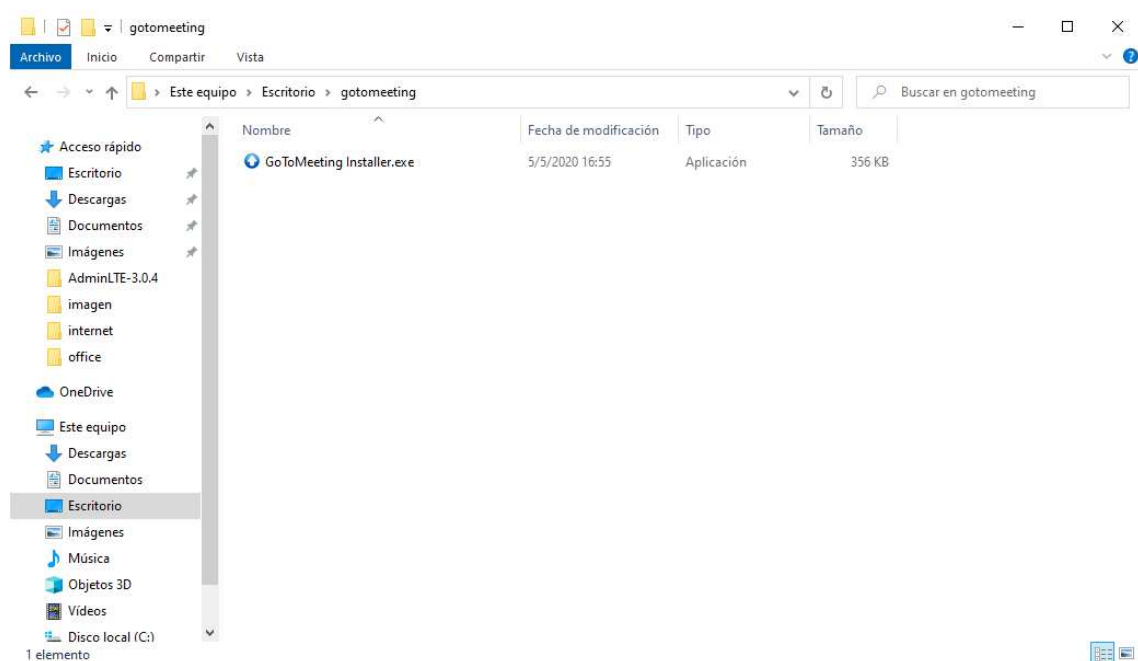 gotomeeting
Archivo Inicio Compartir Vista
Este equipo > Escritorio > gotomeeting Buscar en gotomeeting
Nombre Fecha de modificación Tipo Tamaño
GoToMeeting Installer.exe 5/5/2020 16:55 Aplicación 356 KB
Acceso rápido
Escritorio
Descargas
Documentos
Imágenes
AdminLTE-3.0.4
imagen
internet
office
OneDrive
Este equipo
Descargas
Documentos
Escritorio
Imágenes
Música
Objetos 3D
Vídeos
Disco local (C:)
1 elemento